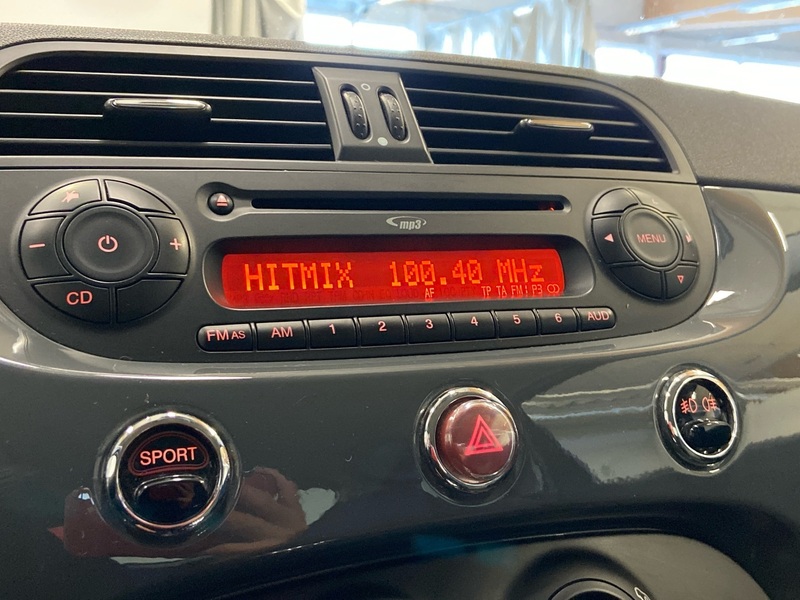 mp3
MENU
HITMIX 100.40 MHz
AF TP TA FM1 P3
CD
FM AS AM 1 2 3 4 5 6 AUD
SPORT